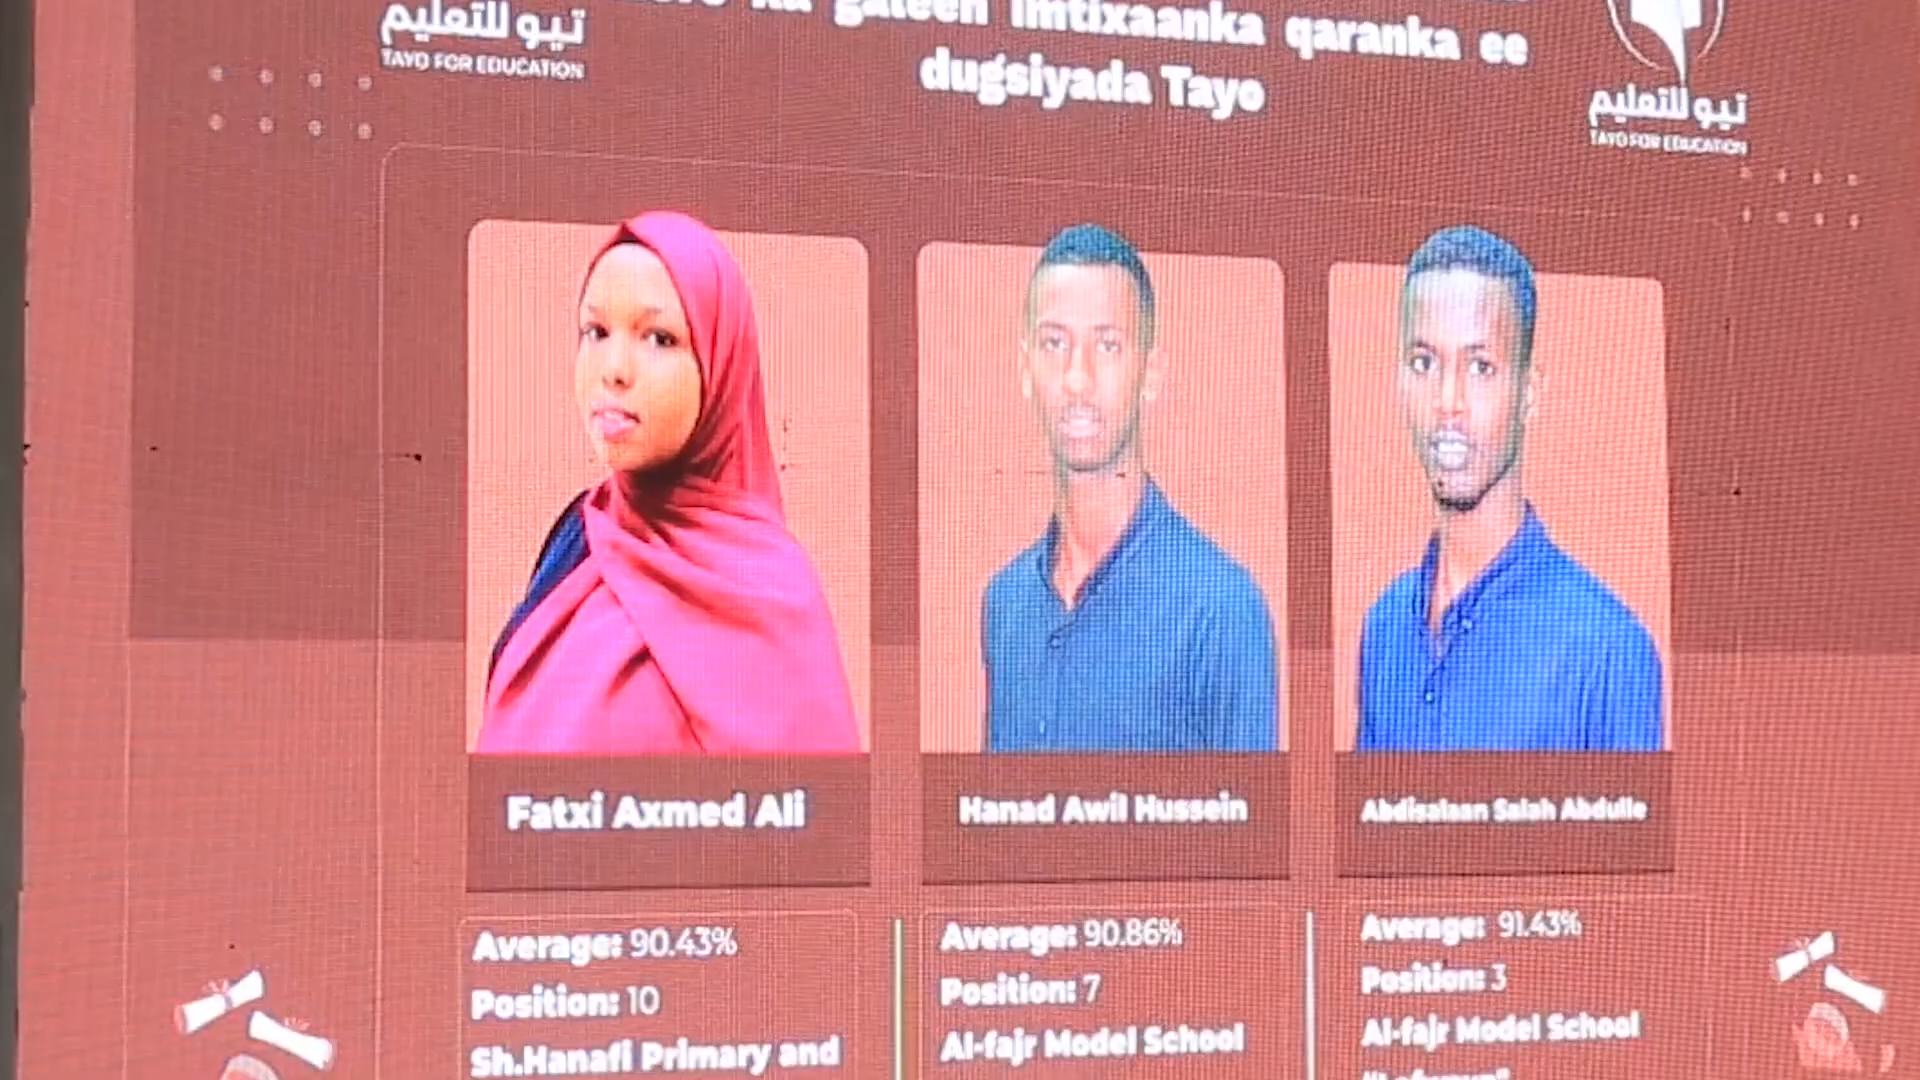 تيو للتعليم
TAYO FOR EDUCATION
ka galeen imtixaanka qaranka ee
dugsiyada Tayo
تيو للتعليم
TAYO FOR EDUCATION
Fatxi Axmed Ali
Average: 90.43%
Position: 10
Sh.Hanafi Primary and
Hanad Awil Hussein
Average: 90.86%
Position: 7
Al-fajr Model School
Abdisalaan Salah Abdulle
Average: 91.43%
Position: 3
Al-fajr Model School